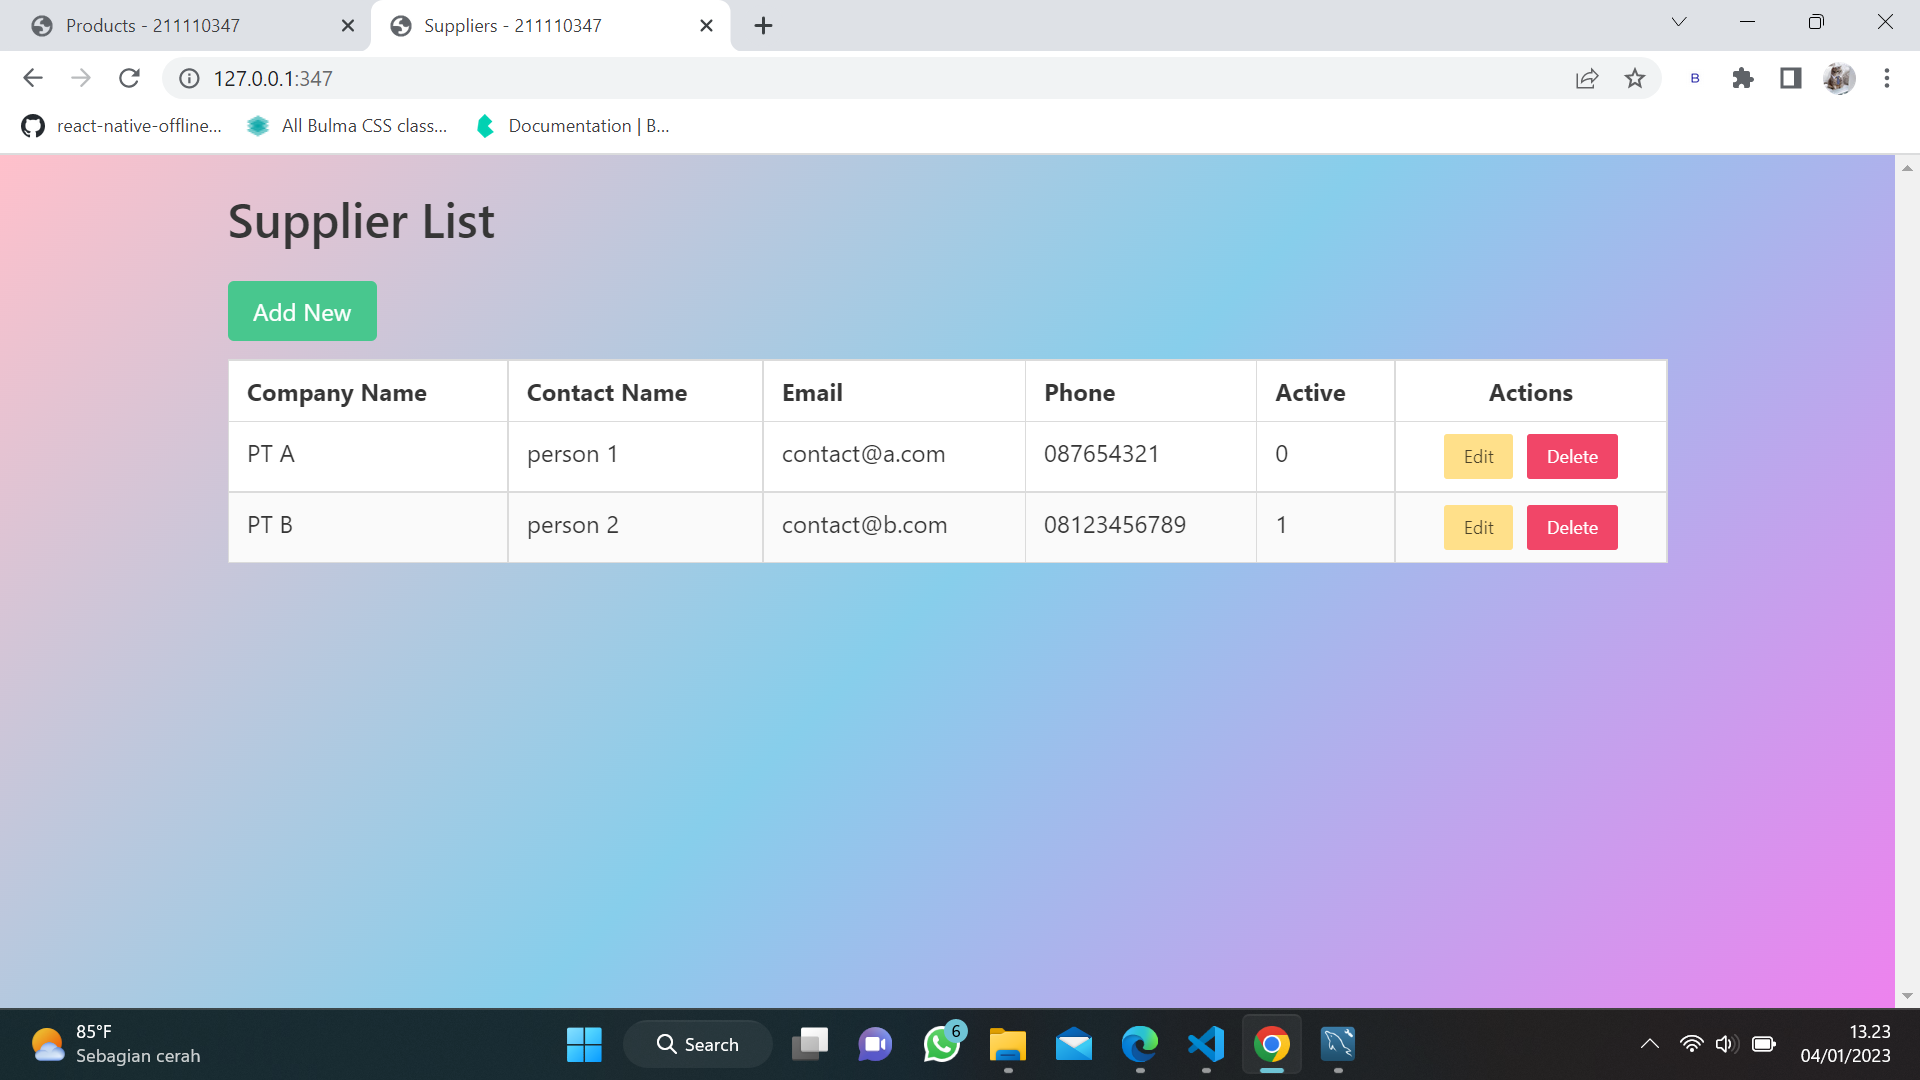 Products - 211110347
Suppliers - 211110347
127.0.0.1:347
B
react-native-offline...
All Bulma CSS class...
Documentation | B...
Supplier List
Add New
Company Name Contact Name Email Phone Active Actions
PT A person 1 contact@a.com 087654321 0 Edit Delete
PT B person 2 contact@b.com 08123456789 1 Edit Delete
85°F
Sebagian cerah
Search
6
13.23
04/01/2023